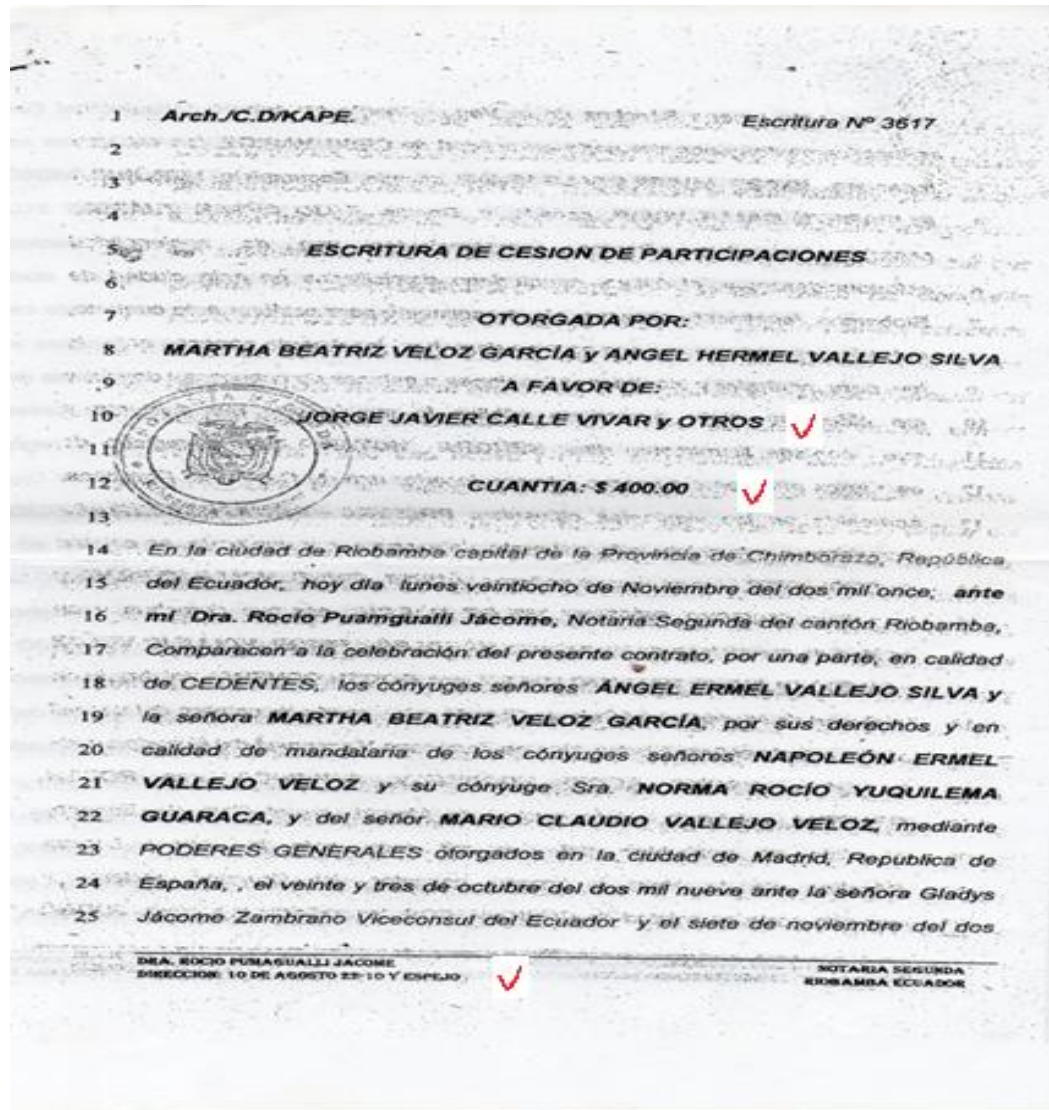 1 Arch./C.D/KAPE. Escritura Nº 3617
2
3
4
5 ESCRITURA DE CESION DE PARTICIPACIONES
6
7 OTORGADA POR:
8 MARTHA BEATRIZ VELOZ GARCÍA y ANGEL HERMEL VALLEJO SILVA
9 A FAVOR DE:
10 JORGE JAVIER CALLE VIVAR y OTROS
11
12 CUANTIA: $ 400.00
13
14 En la ciudad de Riobamba capital de la Provincia de Chimborazo, República
15 del Ecuador, hoy día lunes veintiocho de Noviembre del dos mil once, ante
16 mí Dra. Rocío Puamgualli Jácome, Notaria Segunda del cantón Riobamba,
17 Comparecen a la celebración del presente contrato, por una parte, en calidad
18 de CEDENTES, los cónyuges señores ÁNGEL ERMEL VALLEJO SILVA y
19 la señora MARTHA BEATRIZ VELOZ GARCÍA, por sus derechos y en
20 calidad de mandataria de los cónyuges señores NAPOLEÓN ERMEL
21 VALLEJO VELOZ y su cónyuge Sra. NORMA ROCÍO YUQUILEMA
22 GUARACA, y del señor MARIO CLAUDIO VALLEJO VELOZ, mediante
23 PODERES GENERALES otorgados en la ciudad de Madrid, Republica de
24 España, , el veinte y tres de octubre del dos mil nueve ante la señora Gladys
25 Jácome Zambrano Viceconsul del Ecuador y el siete de noviembre del dos
DRA. ROCIO PUMAGUALLI JACOME NOTARIA SEGUNDA
DIRECCION: 10 DE AGOSTO 23-10 Y ESPEJO RIOBAMBA ECUADOR